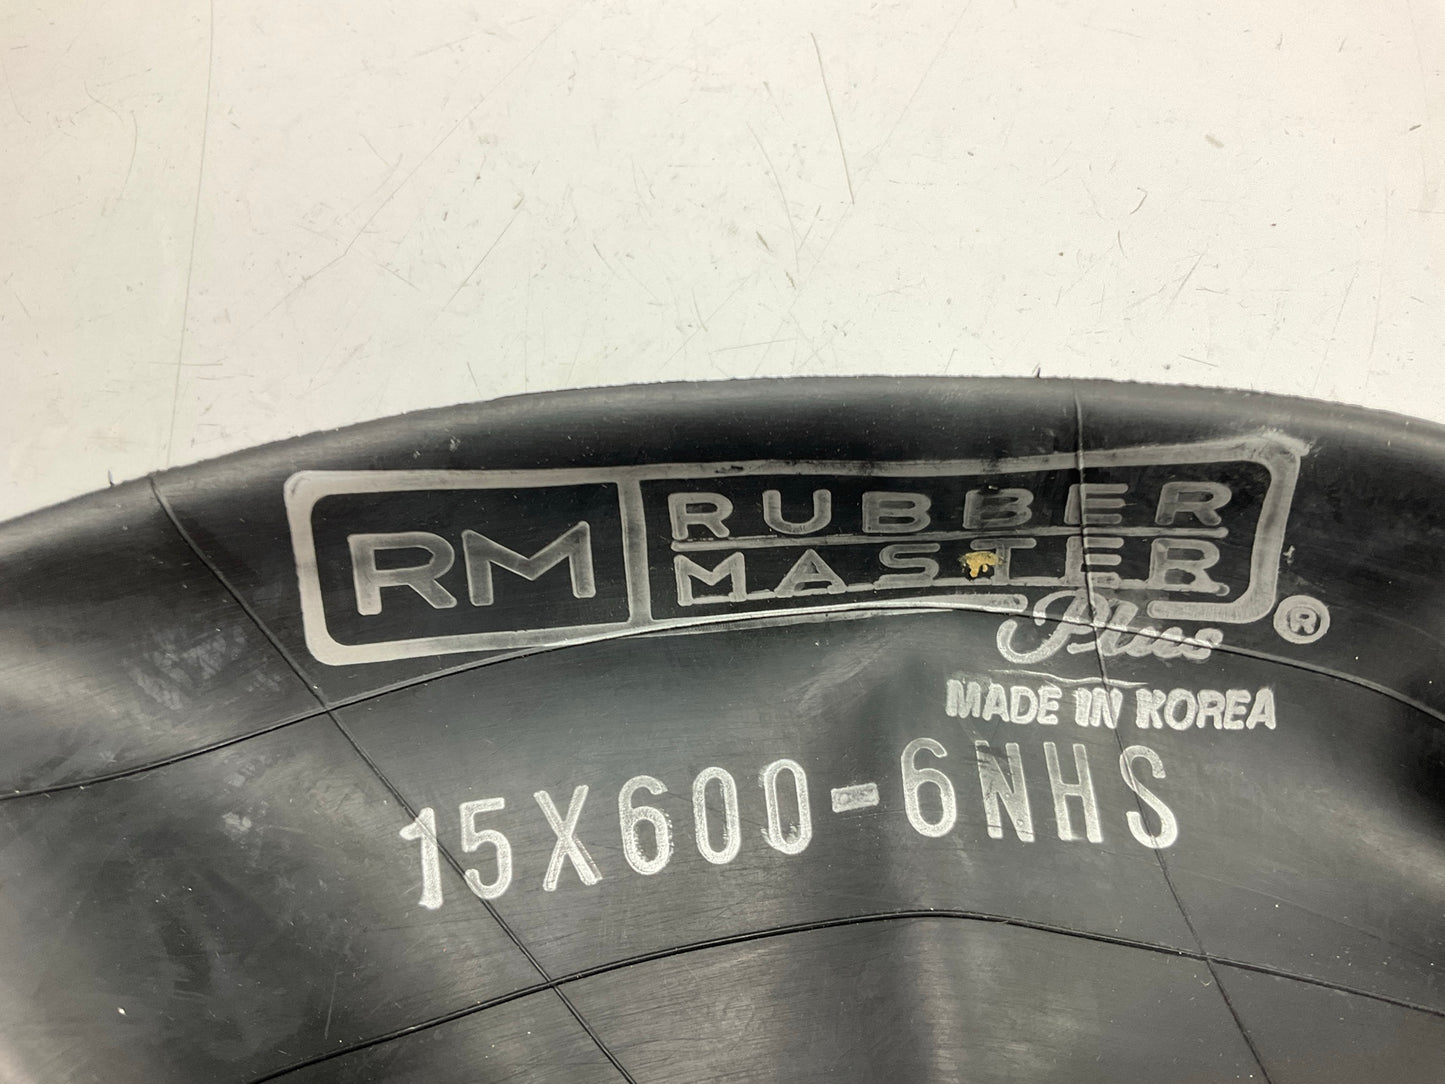 RM RUBBER
MASTER
Plus ®
MADE IN KOREA
15X600-6NHS